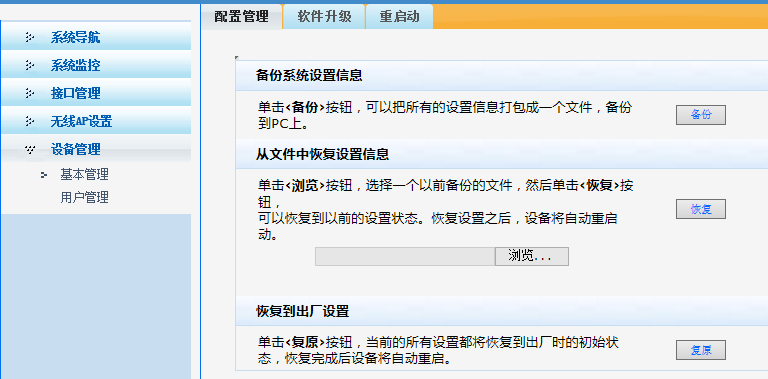 配置管理
软件升级
重启动
系统导航
系统监控
接口管理
无线AP设置
设备管理
基本管理
用户管理
备份系统设置信息
单击<备份>按钮，可以把所有的设置信息打包成一个文件，备份
到PC上。
备份
从文件中恢复设置信息
单击<浏览>按钮，选择一个以前备份的文件，然后单击<恢复>按
钮，
可以恢复到以前的设置状态。恢复设置之后，设备将自动重启
动。
恢复
浏览...
恢复到出厂设置
单击<复原>按钮，当前的所有设置都将恢复到出厂时的初始状
态，恢复完成后设备将自动重启。
复原